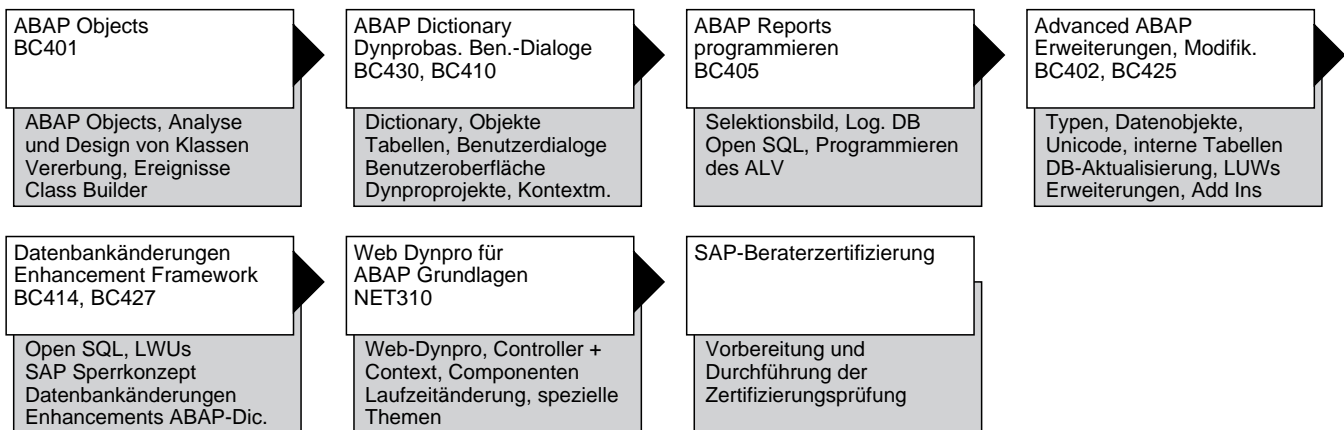 ABAP Objects
BC401
ABAP Objects, Analyse
und Design von Klassen
Vererbung, Ereignisse
Class Builder
ABAP Dictionary
Dynprobas. Ben.-Dialoge
BC430, BC410
Dictionary, Objekte
Tabellen, Benutzerdialoge
Benutzeroberfläche
Dynproprojekte, Kontextm.
ABAP Reports
programmieren
BC405
Selektionsbild, Log. DB
Open SQL, Programmieren
des ALV
Advanced ABAP
Erweiterungen, Modifik.
BC402, BC425
Typen, Datenobjekte,
Unicode, interne Tabellen
DB-Aktualisierung, LUWs
Erweiterungen, Add Ins
Datenbankänderungen
Enhancement Framework
BC414, BC427
Open SQL, LWUs
SAP Sperrkonzept
Datenbankänderungen
Enhancements ABAP-Dic.
Web Dynpro für
ABAP Grundlagen
NET310
Web-Dynpro, Controller +
Context, Componenten
Laufzeitänderung, spezielle
Themen
SAP-Beraterzertifizierung
Vorbereitung und
Durchführung der
Zertifizierungsprüfung